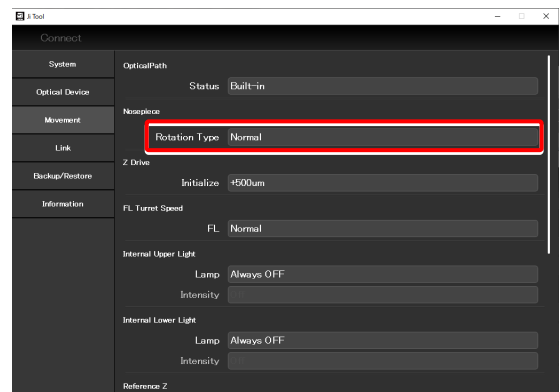 Ji Tool
Connect
System
Optical Device
Movement
Link
Backup/Restore
Information
OpticalPath
Status Built-in
Nosepiece
Rotation Type Normal
Z Drive
Initialize +500um
FL Turret Speed
FL Normal
Internal Upper Light
Lamp Always OFF
Intensity
Internal Lower Light
Lamp Always OFF
Intensity
Reference Z